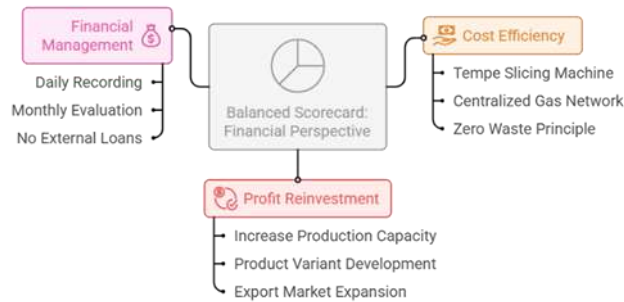 Financial
Management
Daily Recording
Monthly Evaluation
No External Loans
Balanced Scorecard:
Financial Perspective
Cost Efficiency
Tempe Slicing Machine
Centralized Gas Network
Zero Waste Principle
Profit Reinvestment
Increase Production Capacity
Product Variant Development
Export Market Expansion